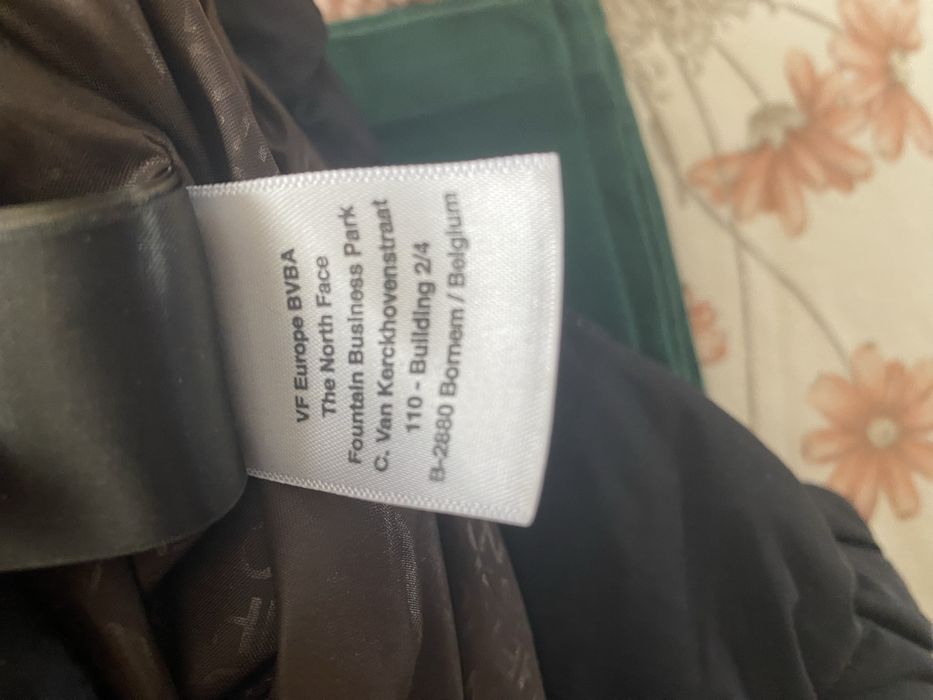 VF Europe BVBA
The North Face
Fountain Business Park
C. Van Kerckhovenstraat
110 - Building 2/4
B-2880 Bornem / Belgium